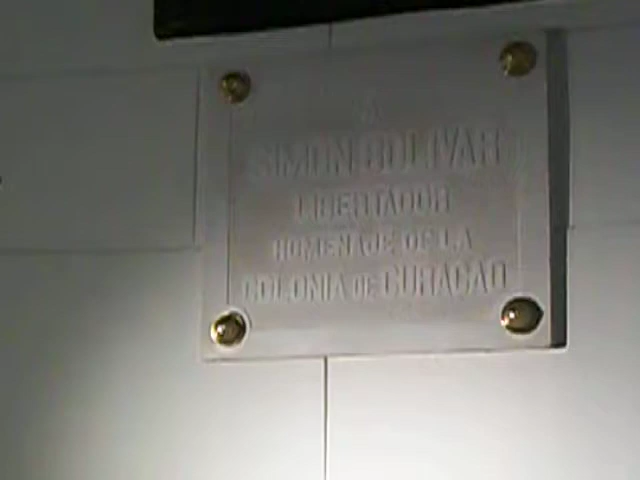 A
SIMON BOLIVAR
LIBERTADOR
HOMENAJE DE LA
COLONIA DE CURACAO